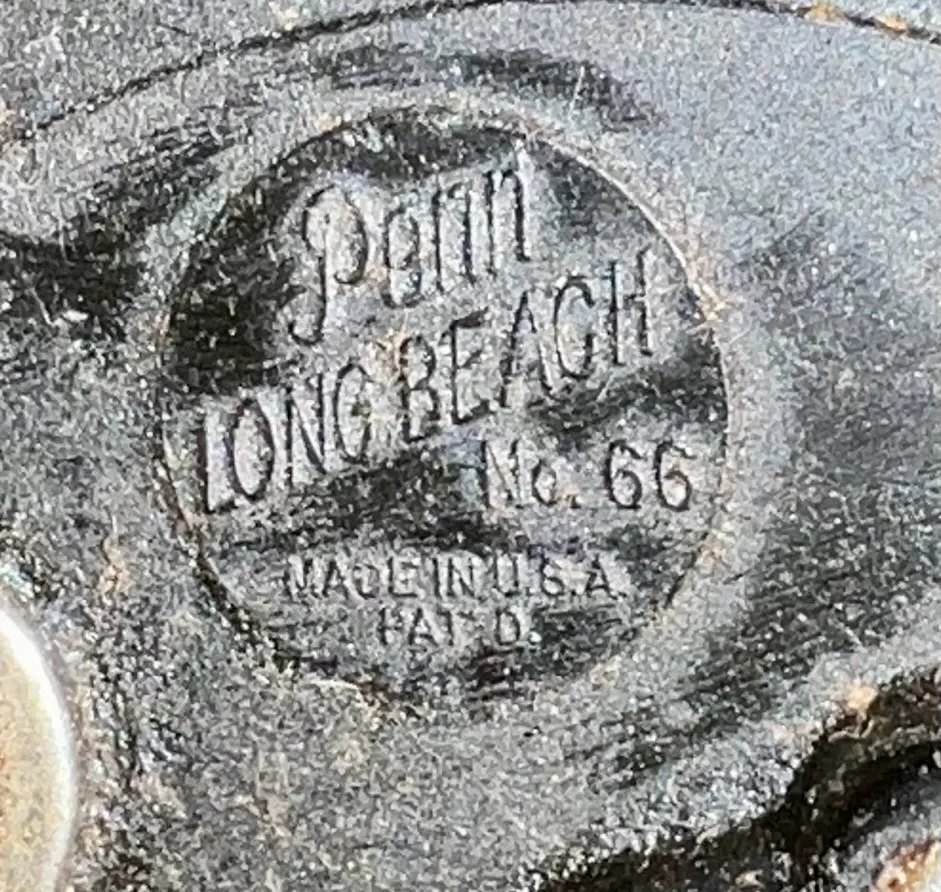 Penn
LONG BEACH
No. 66
MADE IN U.S.A.
PAT'D.